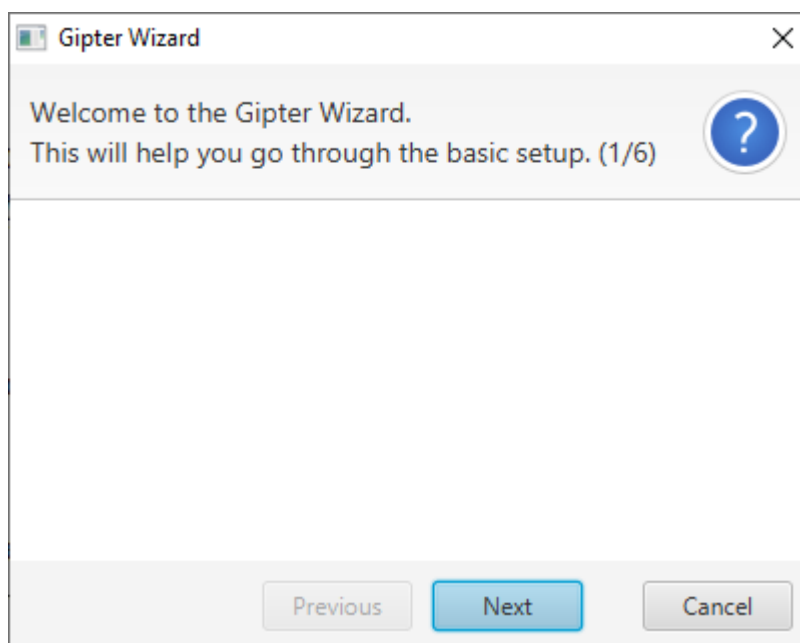 Gipter Wizard
Welcome to the Gipter Wizard.
This will help you go through the basic setup. (1/6)
?
Previous
Next
Cancel